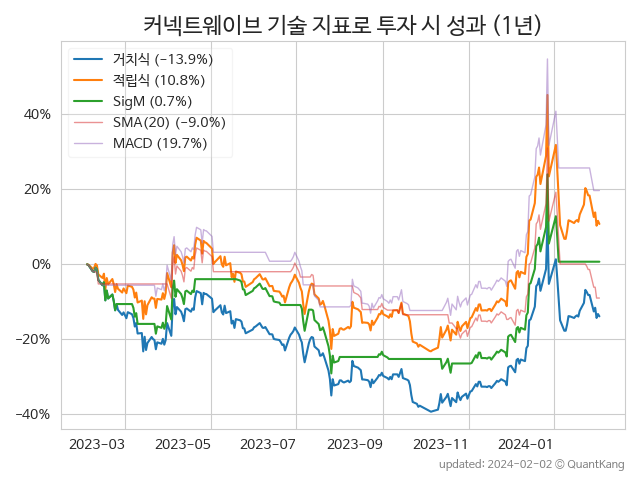 커넥트웨이브 기술 지표로 투자 시 성과 (1년)
거치식 (−13.9%)
적립식 (10.8%)
SigM (0.7%)
SMA(20) (−9.0%)
MACD (19.7%)
40%
20%
0%
−20%
−40%
2023-03 2023-05 2023-07 2023-09 2023-11 2024-01
updated: 2024-02-02 © QuantKang